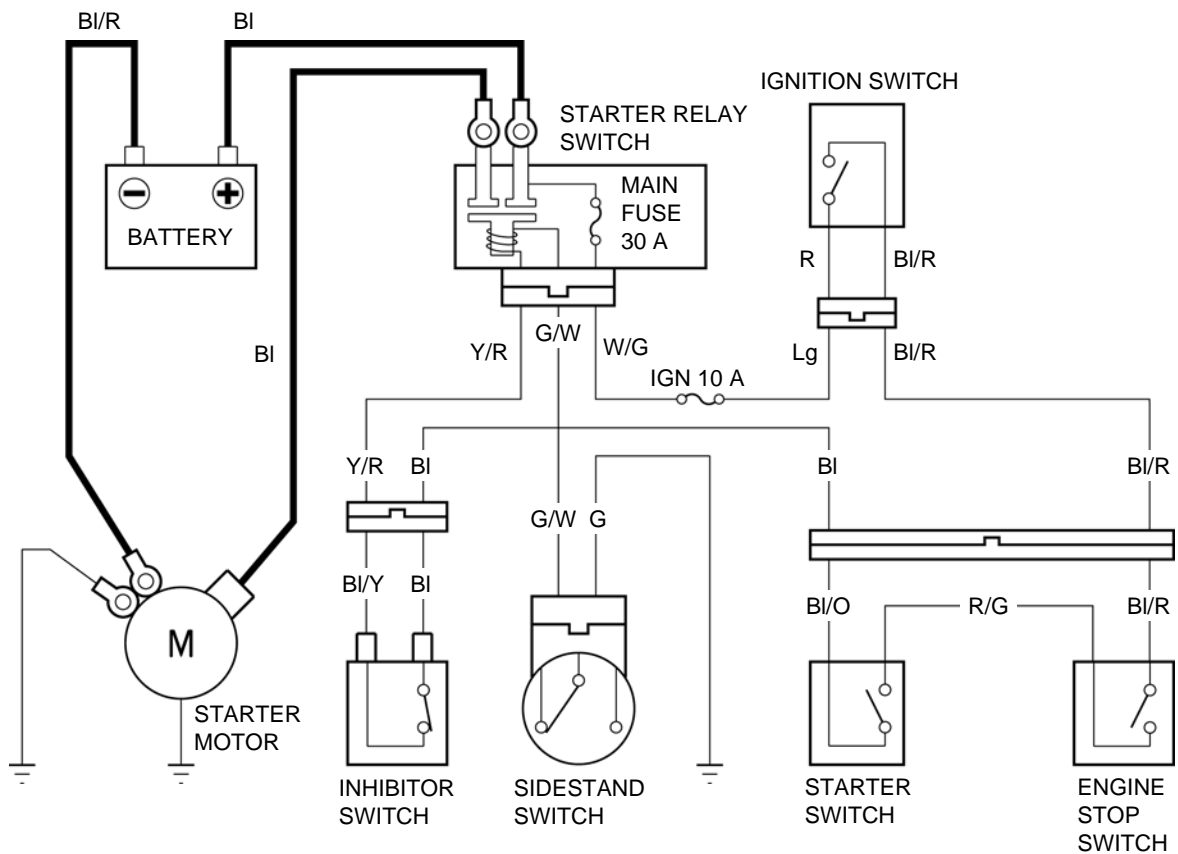 Bl/R
Bl
IGNITION SWITCH
STARTER RELAY
SWITCH
MAIN
FUSE
30 A
BATTERY
R
Bl/R
Y/R
G/W
W/G
Bl
Lg
Bl/R
IGN 10 A
Y/R
Bl
Bl
Bl/R
G/W
G
Bl/Y
Bl
Bl/O
R/G
Bl/R
M
STARTER
MOTOR
INHIBITOR
SWITCH
SIDESTAND
SWITCH
STARTER
SWITCH
ENGINE
STOP
SWITCH